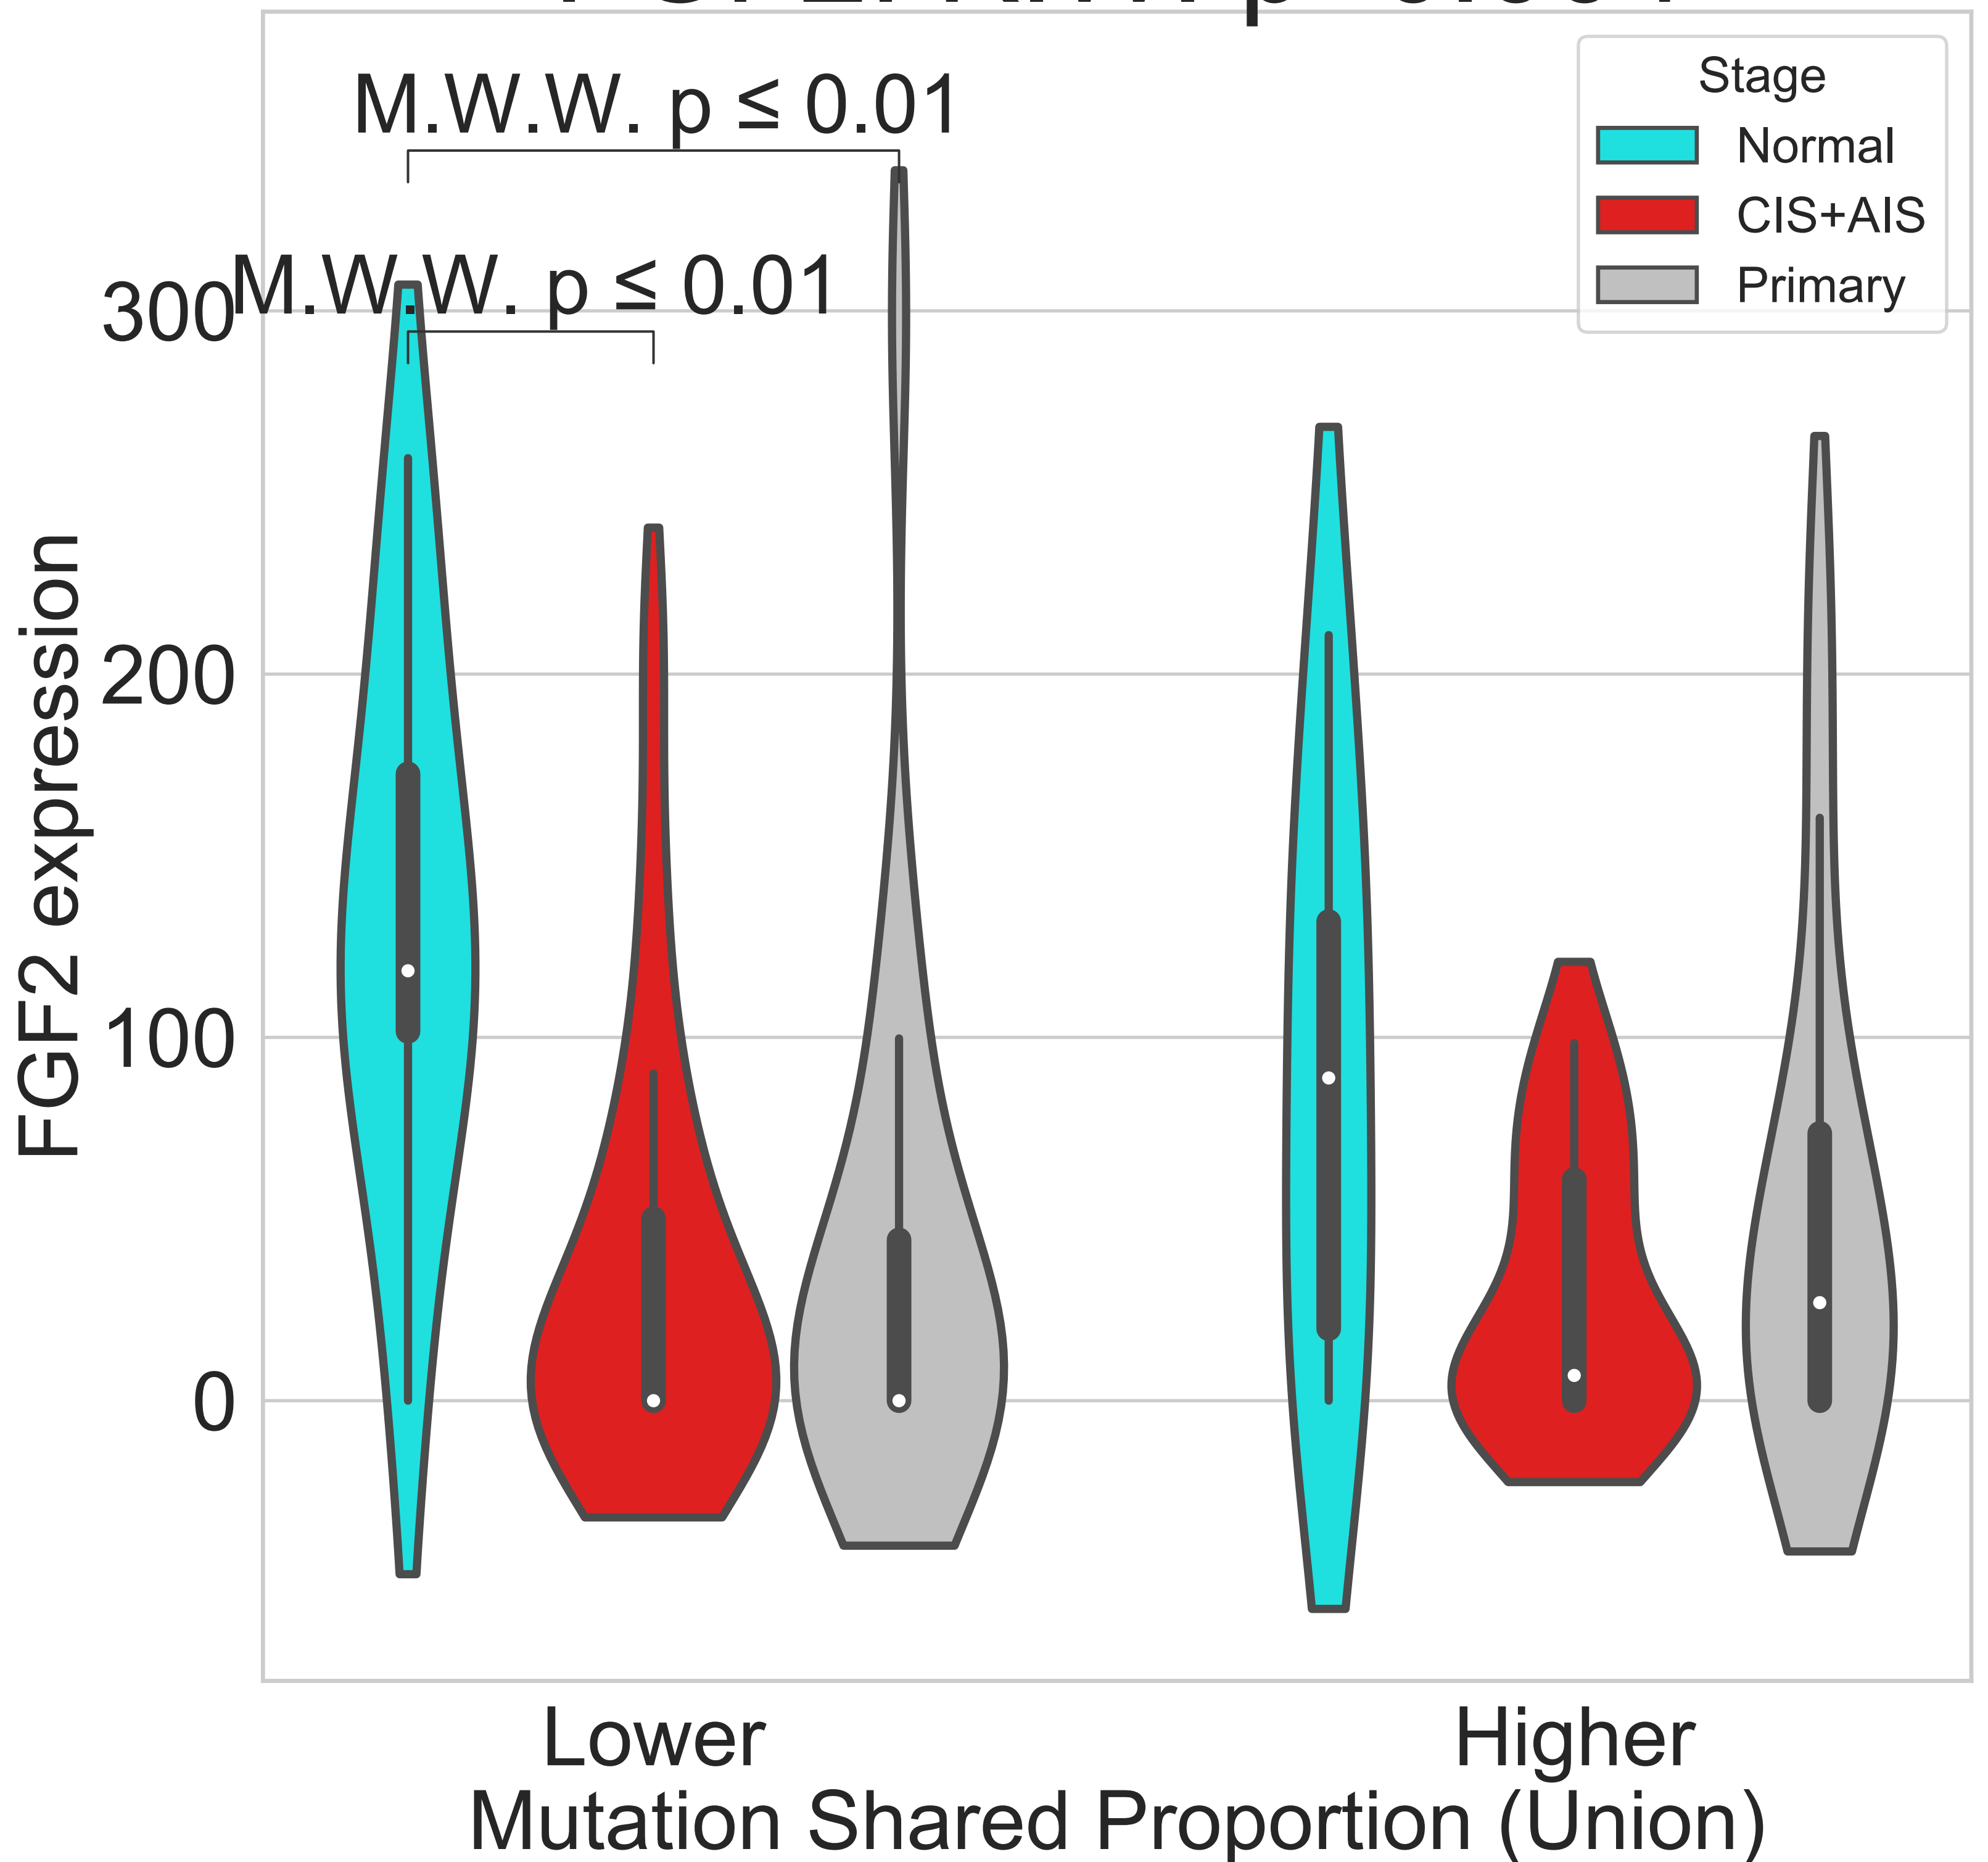 M.W.W. p ≤ 0.01
M.W.W. p ≤ 0.01
Stage
Normal
CIS+AIS
Primary
300
200
100
0
FGF2 expression
Lower
Higher
Mutation Shared Proportion (Union)